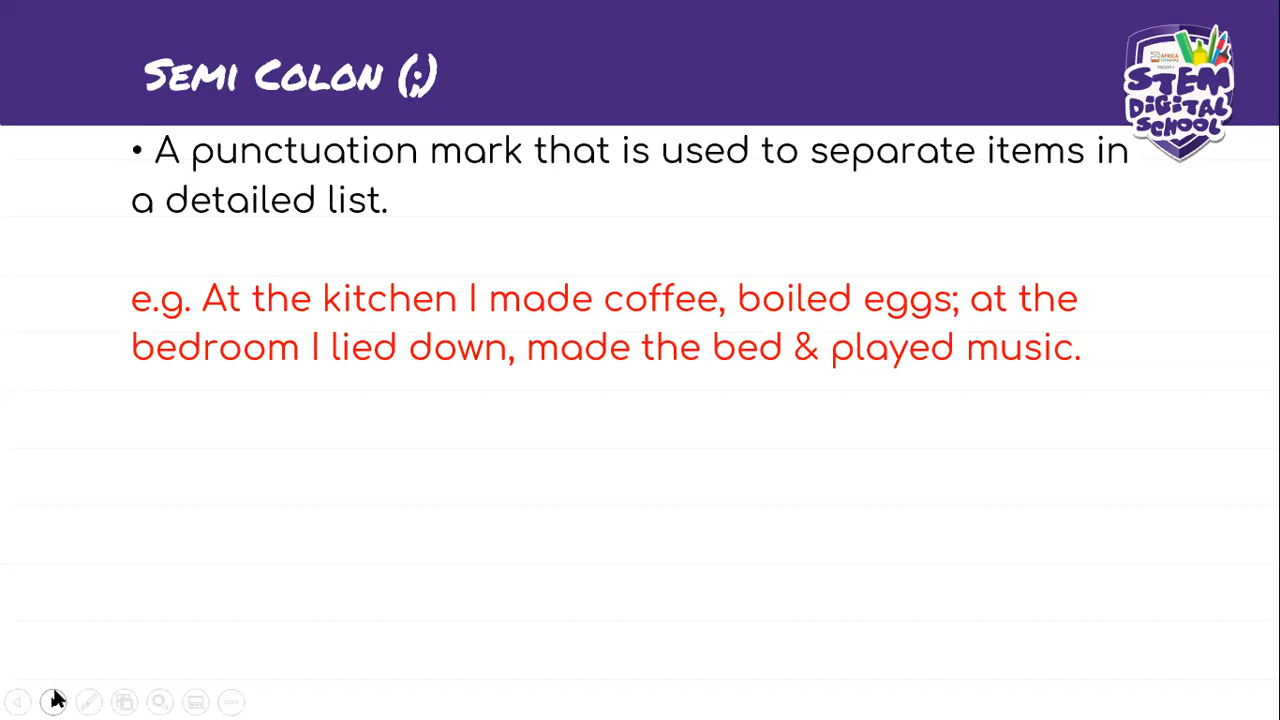 Semi Colon (;)
AFRICA
STEM
DIGITAL
SCHOOL
• A punctuation mark that is used to separate items in
a detailed list.
e.g. At the kitchen I made coffee, boiled eggs; at the
bedroom I lied down, made the bed & played music.